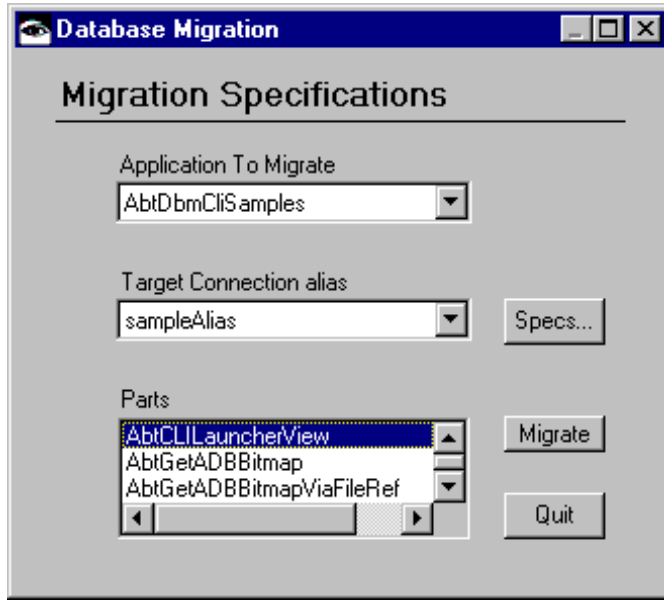 Database Migration
Migration Specifications
Application To Migrate
AbtDbmCliSamples
Target Connection alias
sampleAlias
Specs...
Parts
AbtCLILauncherView
AbtGetADBBitmap
AbtGetADBBitmapViaFileRef
Migrate
Quit